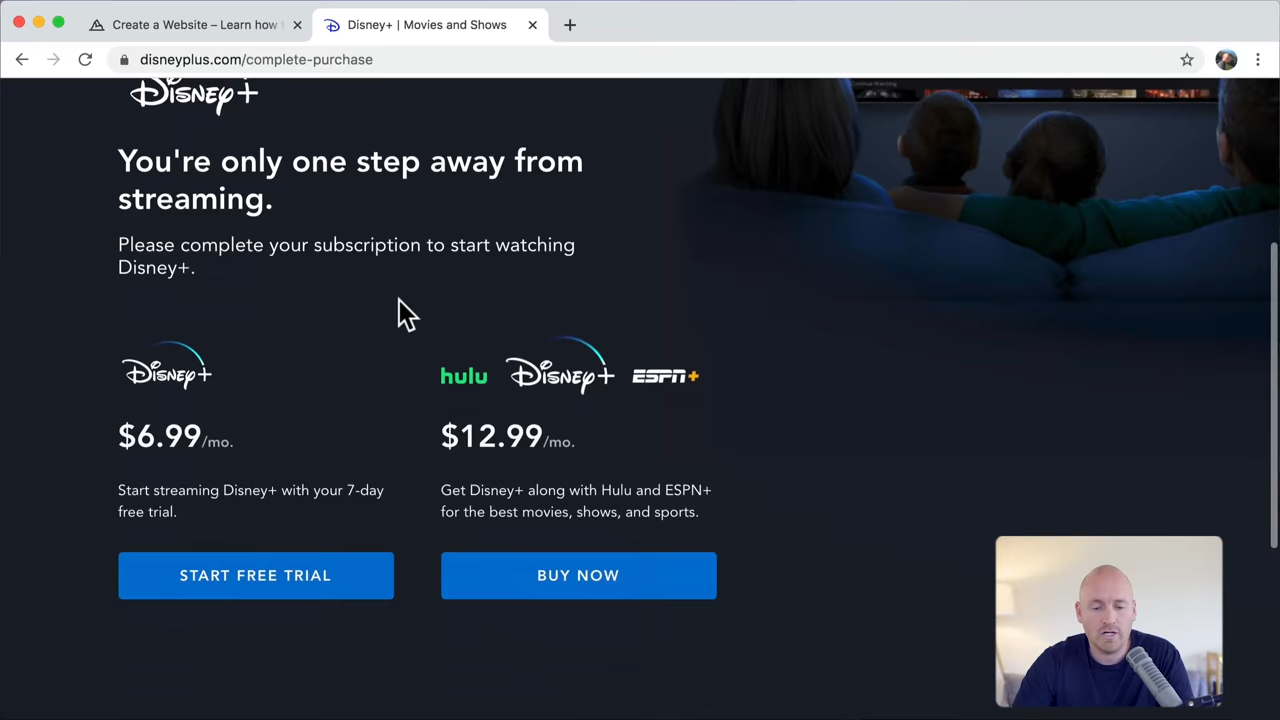 Create a Website – Learn how
Disney+ | Movies and Shows
disneyplus.com/complete-purchase
Disney+
You're only one step away from
streaming.
Please complete your subscription to start watching
Disney+.
Disney+
$6.99/mo.
Start streaming Disney+ with your 7-day
free trial.
START FREE TRIAL
hulu Disney+ ESPN+
$12.99/mo.
Get Disney+ along with Hulu and ESPN+
for the best movies, shows, and sports.
BUY NOW